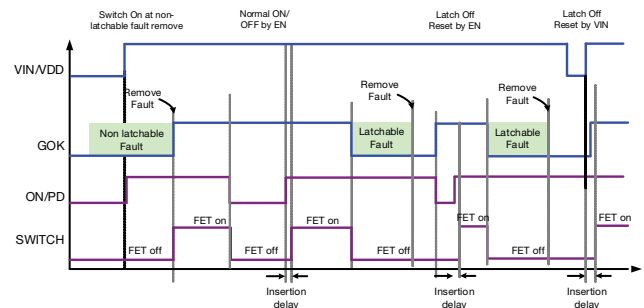 Switch On at non-
latchable fault remove
Normal ON/
OFF by EN
Latch Off
Reset by EN
Latch Off
Reset by VIN
VIN/VDD
Remove
Fault
Remove
Fault
Remove
Fault
Non latchable
Fault
Latchable
Fault
Latchable
Fault
GOK
ON/PD
FET on
FET on
FET on
FET on
SWITCH
FET off
FET off
FET off
FET off
Insertion
delay
Insertion
delay
Insertion
delay